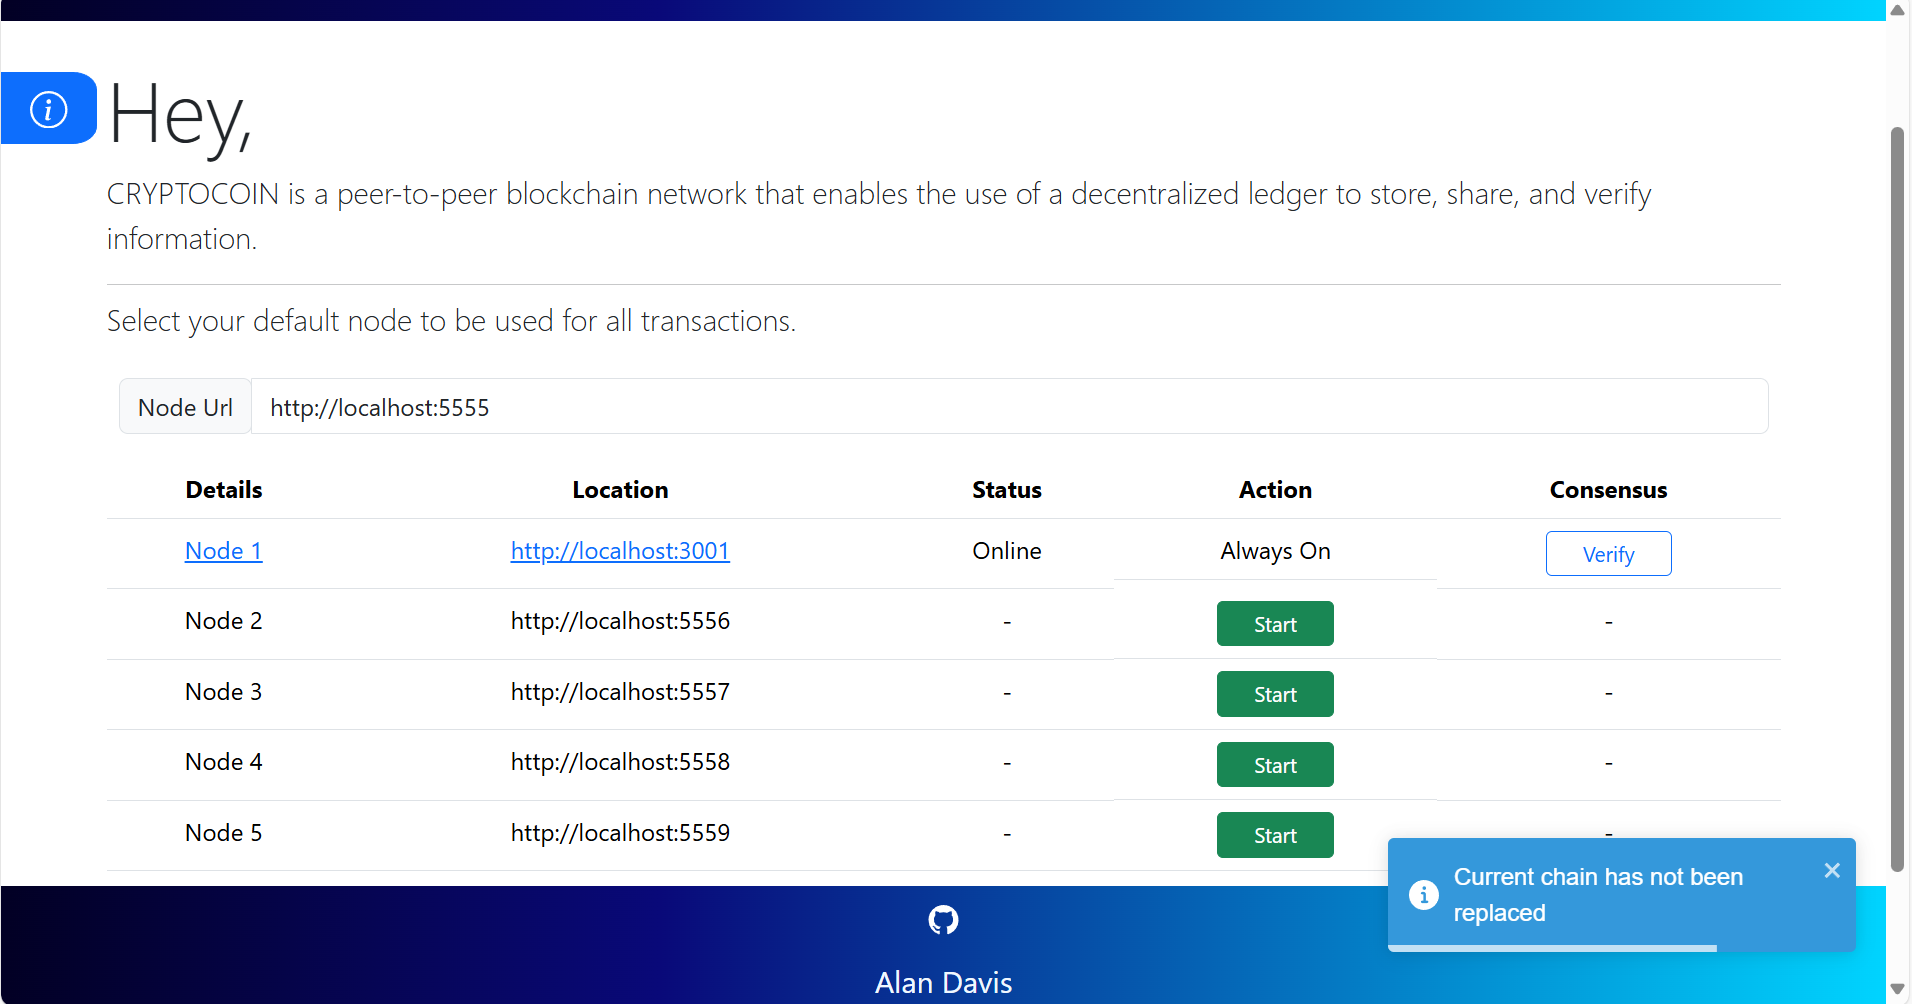 Hey,
CRYPTOCOIN is a peer-to-peer blockchain network that enables the use of a decentralized ledger to store, share, and verify
information.
Select your default node to be used for all transactions.
Node Url http://localhost:5555
Details Location Status Action Consensus
Node 1 http://localhost:3001 Online Always On Verify
Node 2 http://localhost:5556 - Start -
Node 3 http://localhost:5557 - Start -
Node 4 http://localhost:5558 - Start -
Node 5 http://localhost:5559 - Start -
Current chain has not been
replaced
Alan Davis